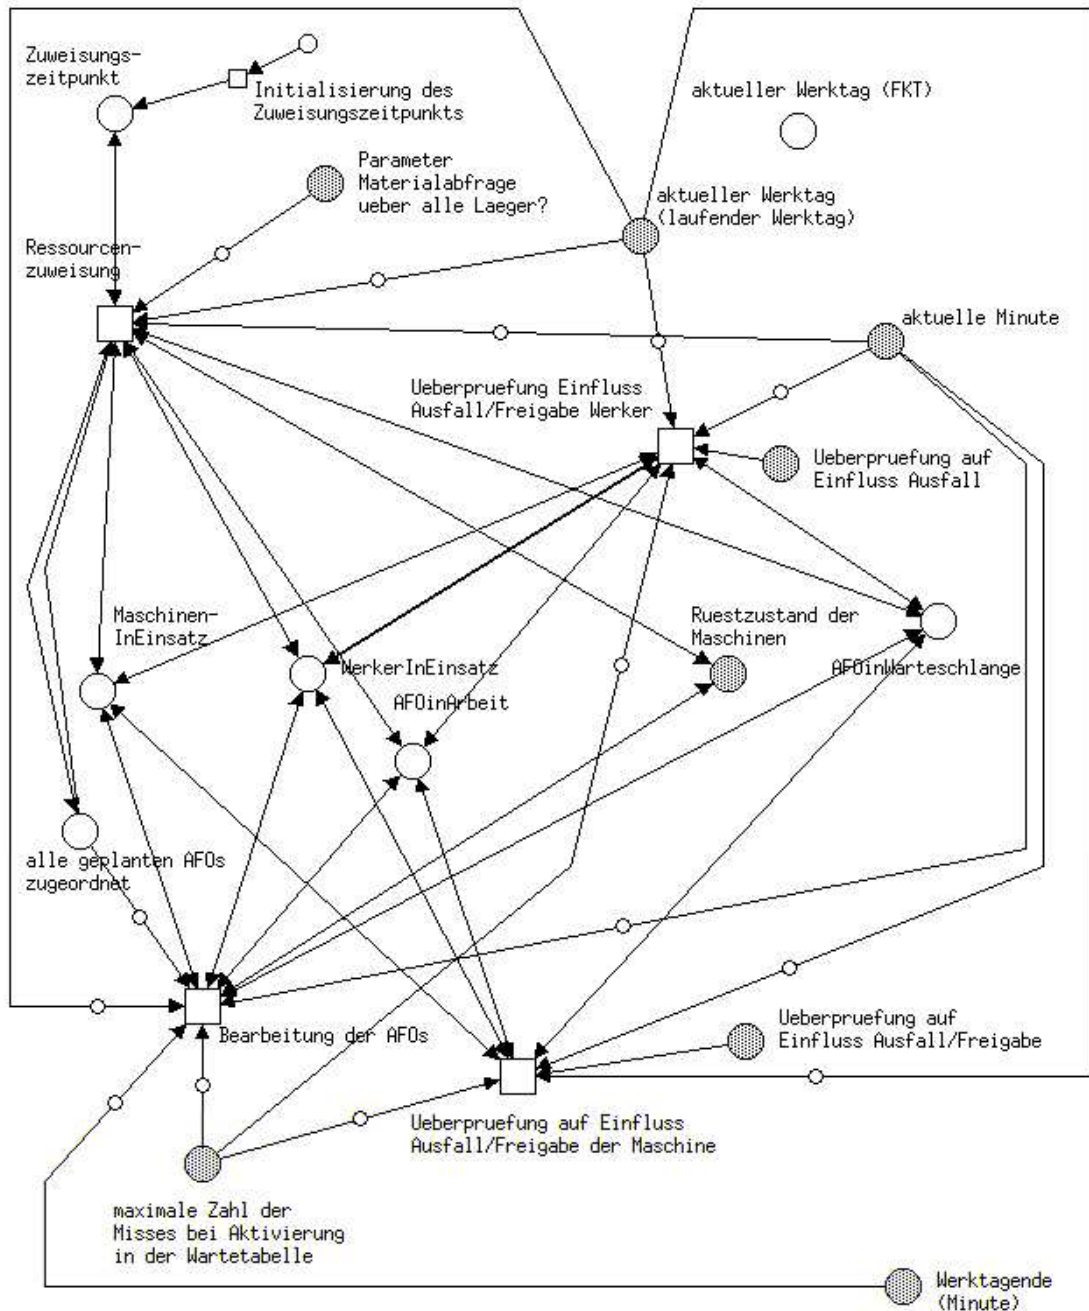 Zuweisungs-
zeitpunkt
Initialisierung des
Zuweisungszeitpunkts
aktueller Werktag (FKT)
Parameter
Materialabfrage
ueber alle Laeger?
aktueller Werktag
(laufender Werktag)
Ressourcen-
zuweisung
aktuelle Minute
Ueberpruefung Einfluss
Ausfall/Freigabe Werker
Ueberpruefung auf
Einfluss Ausfall
Maschinen-
InEinsatz
WerkerInEinsatz
AFOinArbeit
Ruestzustand der
Maschinen
AFOinWarteschlange
alle geplanten AFOs
zugeordnet
Bearbeitung der AFOs
Ueberpruefung auf
Einfluss Ausfall/Freigabe
Ueberpruefung auf Einfluss
Ausfall/Freigabe der Maschine
maximale Zahl der
Misses bei Aktivierung
in der Wartetabelle
Werktagende
(Minute)